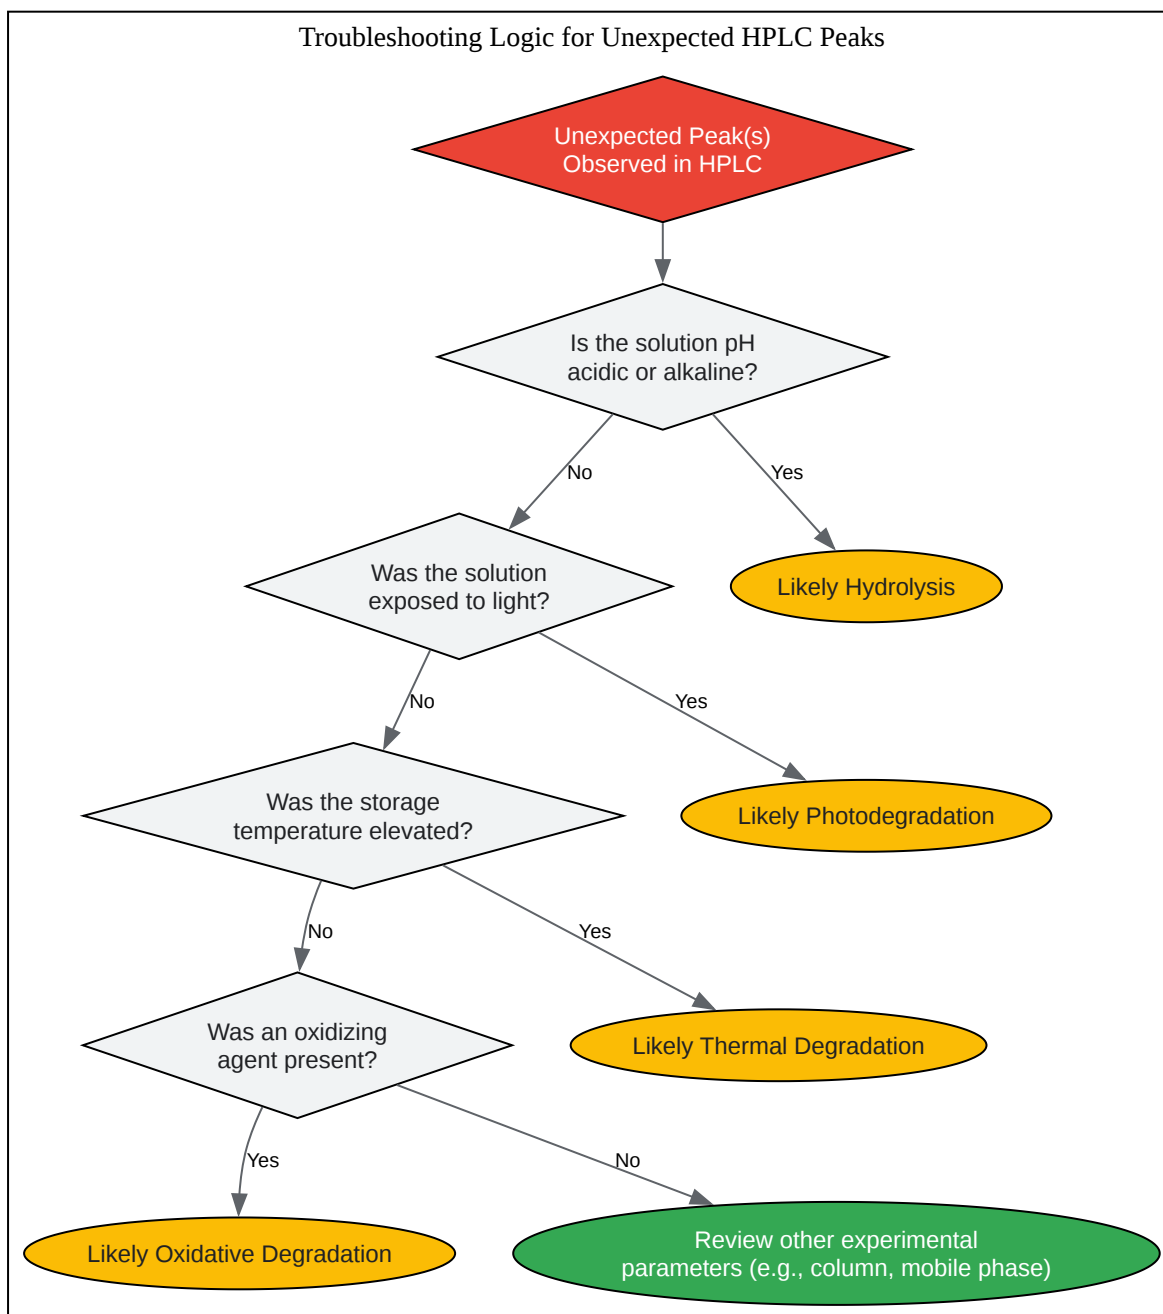 Troubleshooting Logic for Unexpected HPLC Peaks
Unexpected Peak(s)
Observed in HPLC
Is the solution pH
acidic or alkaline?
No
Yes
Was the solution
exposed to light?
Likely Hydrolysis
No
Yes
Was the storage
temperature elevated?
Likely Photodegradation
No
Yes
Was an oxidizing
agent present?
Likely Thermal Degradation
Yes
No
Likely Oxidative Degradation
Review other experimental
parameters (e.g., column, mobile phase)